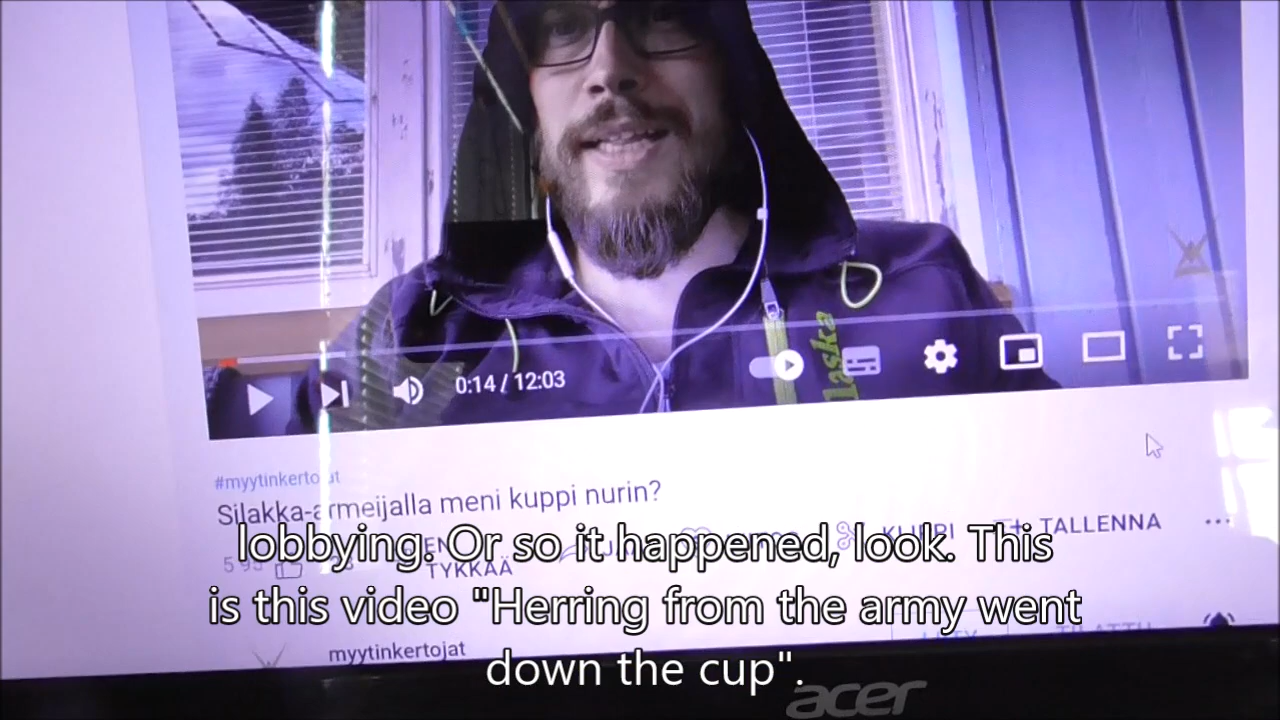 laska
0:14 / 12:03
#myytinkertojat
Silakka-armeijalla meni kuppi nurin?
TYKKÄÄ
TALLENNA
lobbying. Or so it happened, look. This
is this video "Herring from the army went
down the cup".
myytinkertojat
acer